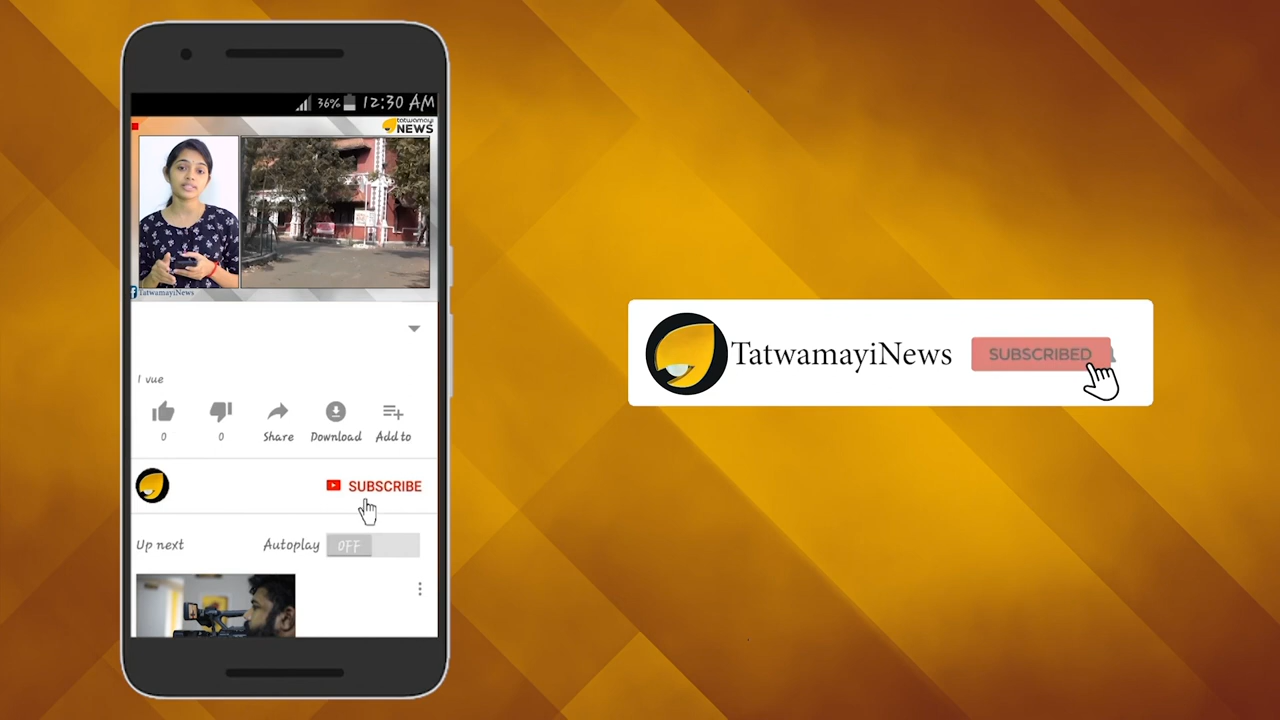 36% 12:30 AM
tatwamayi
NEWS
TatwamayiNews
1 vue
0 0 Share Download Add to
SUBSCRIBE
Up next Autoplay OFF
TatwamayiNews SUBSCRIBED